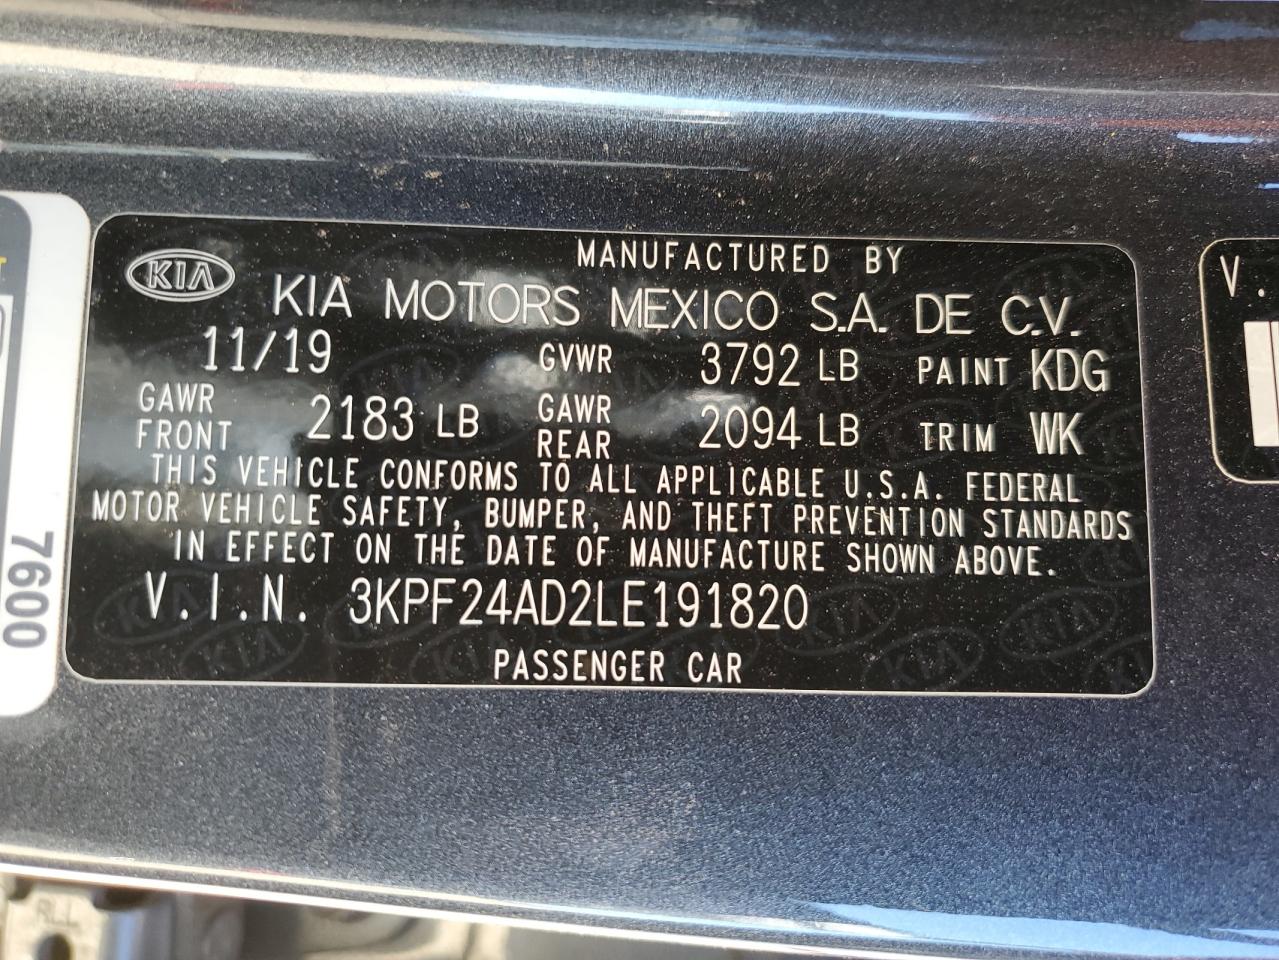 MANUFACTURED BY
KIA KIA MOTORS MEXICO S.A. DE C.V.
11/19 GVWR 3792 LB PAINT KDG
GAWR FRONT 2183 LB GAWR REAR 2094 LB TRIM WK
THIS VEHICLE CONFORMS TO ALL APPLICABLE U.S.A. FEDERAL
MOTOR VEHICLE SAFETY, BUMPER, AND THEFT PREVENTION STANDARDS
IN EFFECT ON THE DATE OF MANUFACTURE SHOWN ABOVE.
V.I.N. 3KPF24AD2LE191820
PASSENGER CAR
7600
V.
RLL